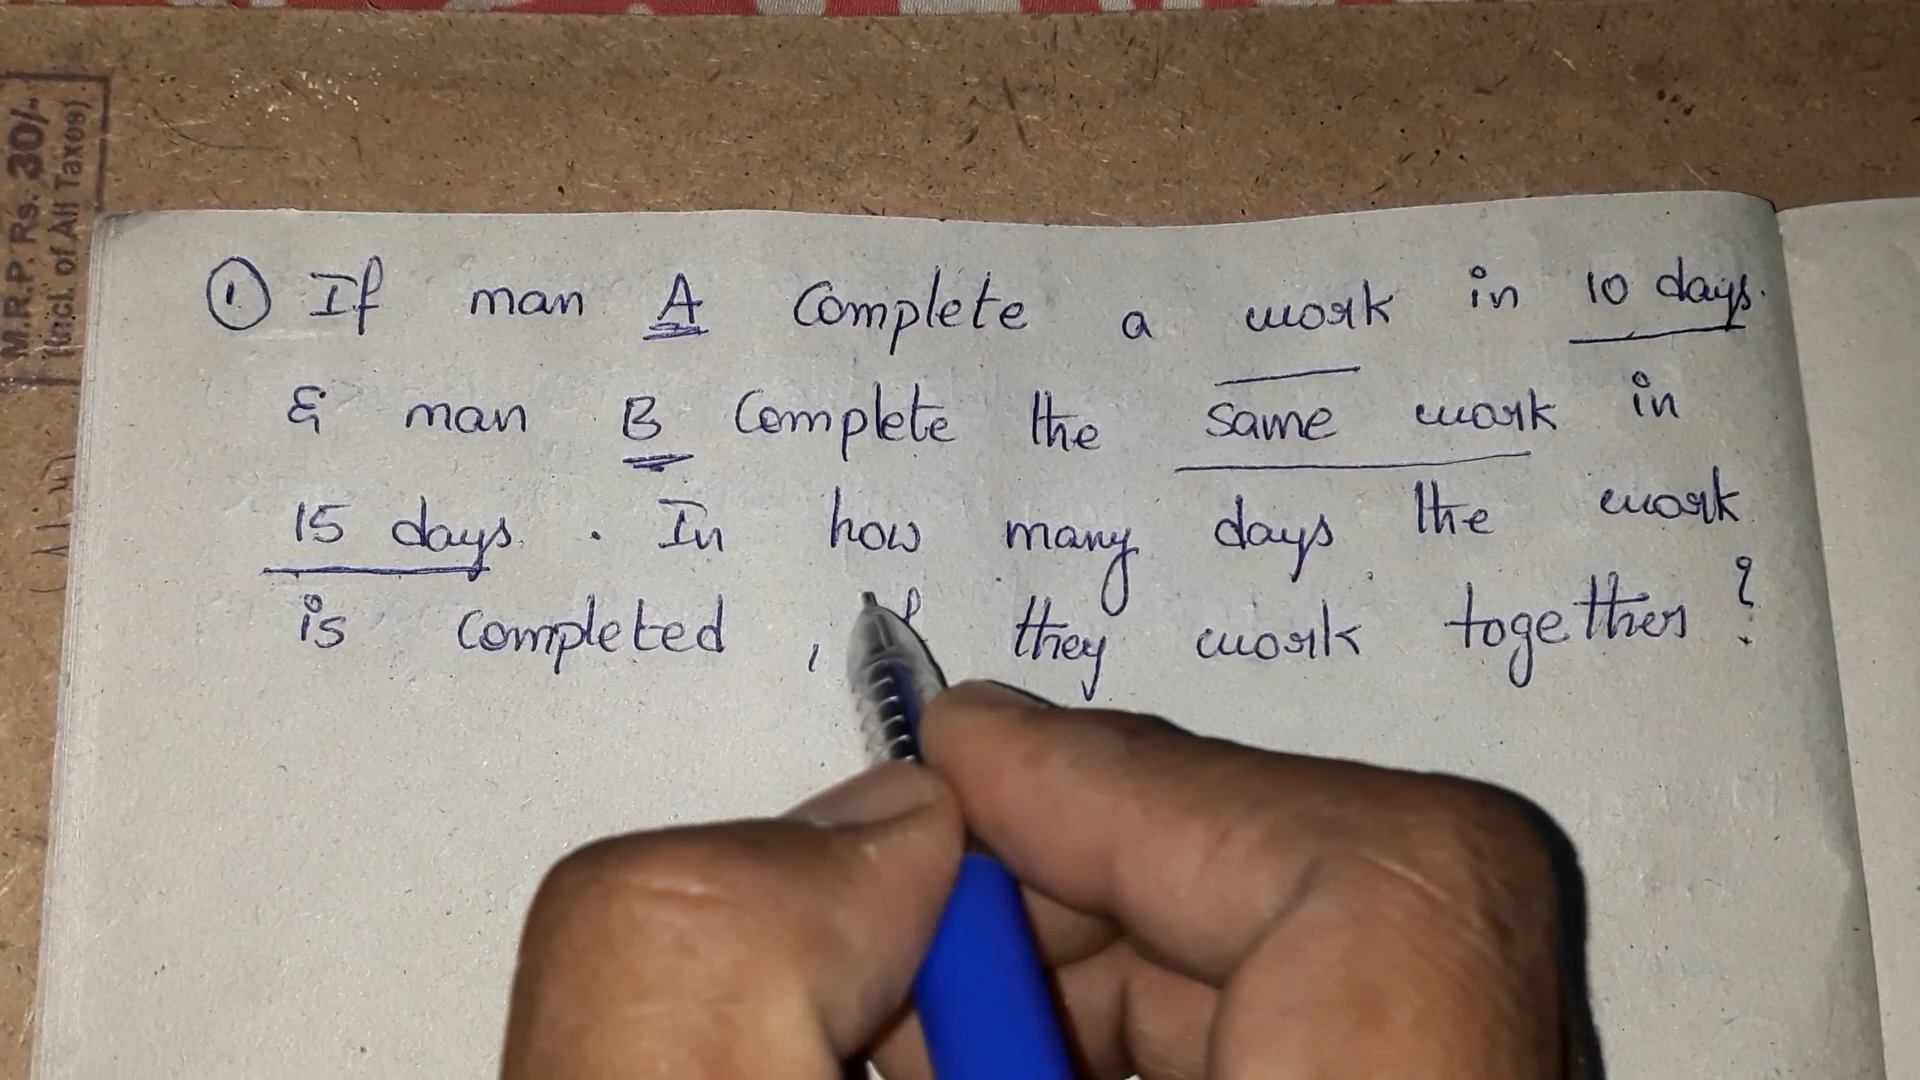 M.R.P. Rs. 30/-
(Incl. of All Taxes)
① If man A Complete a work in 10 days.
& man B Complete the same work in
15 days. In how many days the work
is completed, they work together?